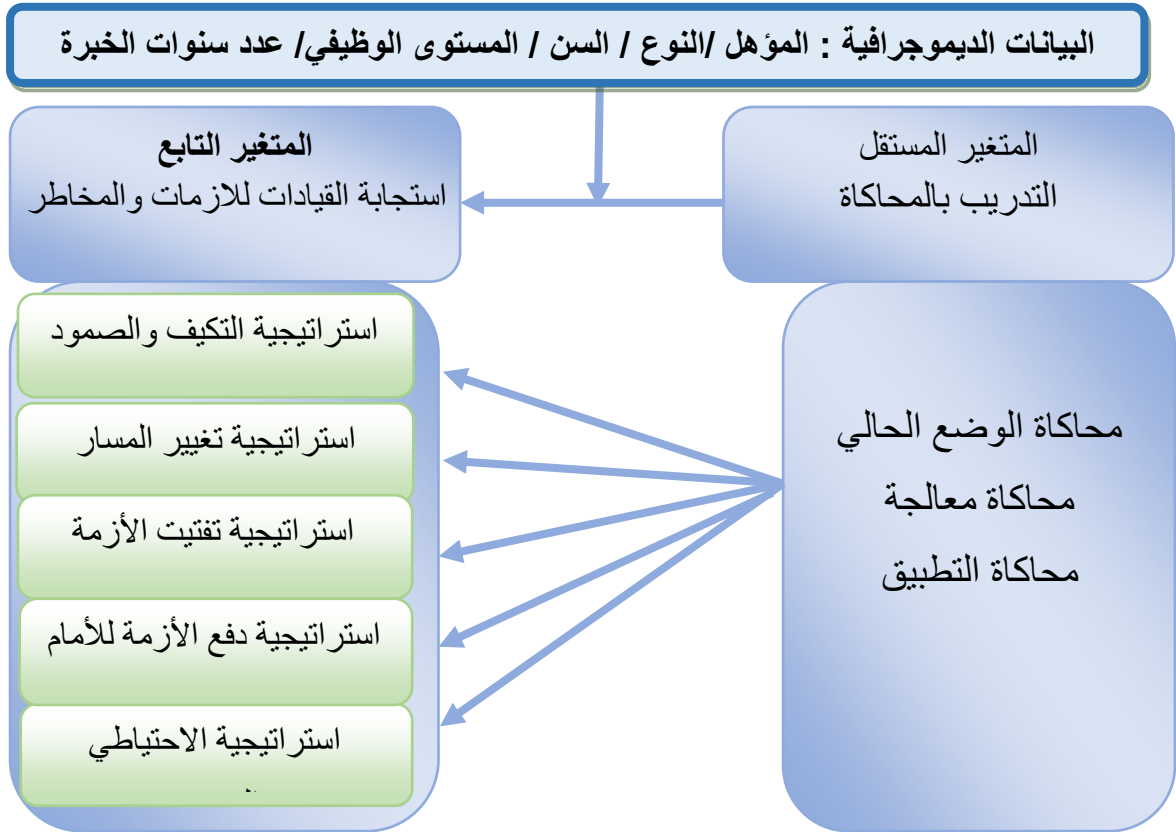 البيانات الديموجرافية : المؤهل /النوع / السن / المستوى الوظيفي/ عدد سنوات الخبرة
المتغير المستقل
التدريب بالمحاكاة
المتغير التابع
استجابة القيادات للازمات والمخاطر
محاكاة الوضع الحالي
محاكاة معالجة
محاكاة التطبيق
استراتيجية التكيف والصمود
استراتيجية تغيير المسار
استراتيجية تفتيت الأزمة
استراتيجية دفع الأزمة للأمام
استراتيجية الاحتياطي